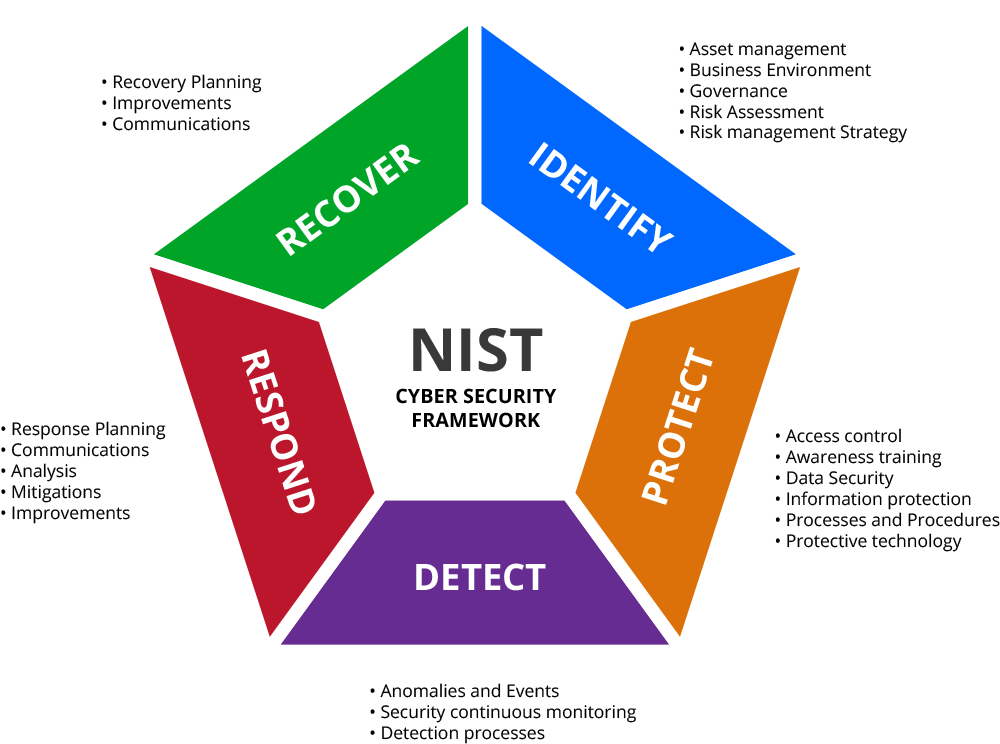 RECOVER
• Recovery Planning
• Improvements
• Communications
IDENTIFY
• Asset management
• Business Environment
• Governance
• Risk Assessment
• Risk management Strategy
NIST
CYBER SECURITY
FRAMEWORK
RESPOND
• Response Planning
• Communications
• Analysis
• Mitigations
• Improvements
PROTECT
• Access control
• Awareness training
• Data Security
• Information protection
• Processes and Procedures
• Protective technology
DETECT
• Anomalies and Events
• Security continuous monitoring
• Detection processes